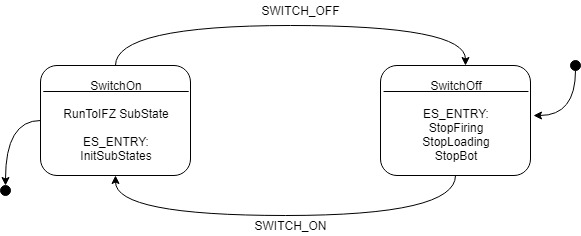 SWITCH_OFF
SwitchOn
RunToIFZ SubState
ES_ENTRY:
InitSubStates
SwitchOff
ES_ENTRY:
StopFiring
StopLoading
StopBot
SWITCH_ON